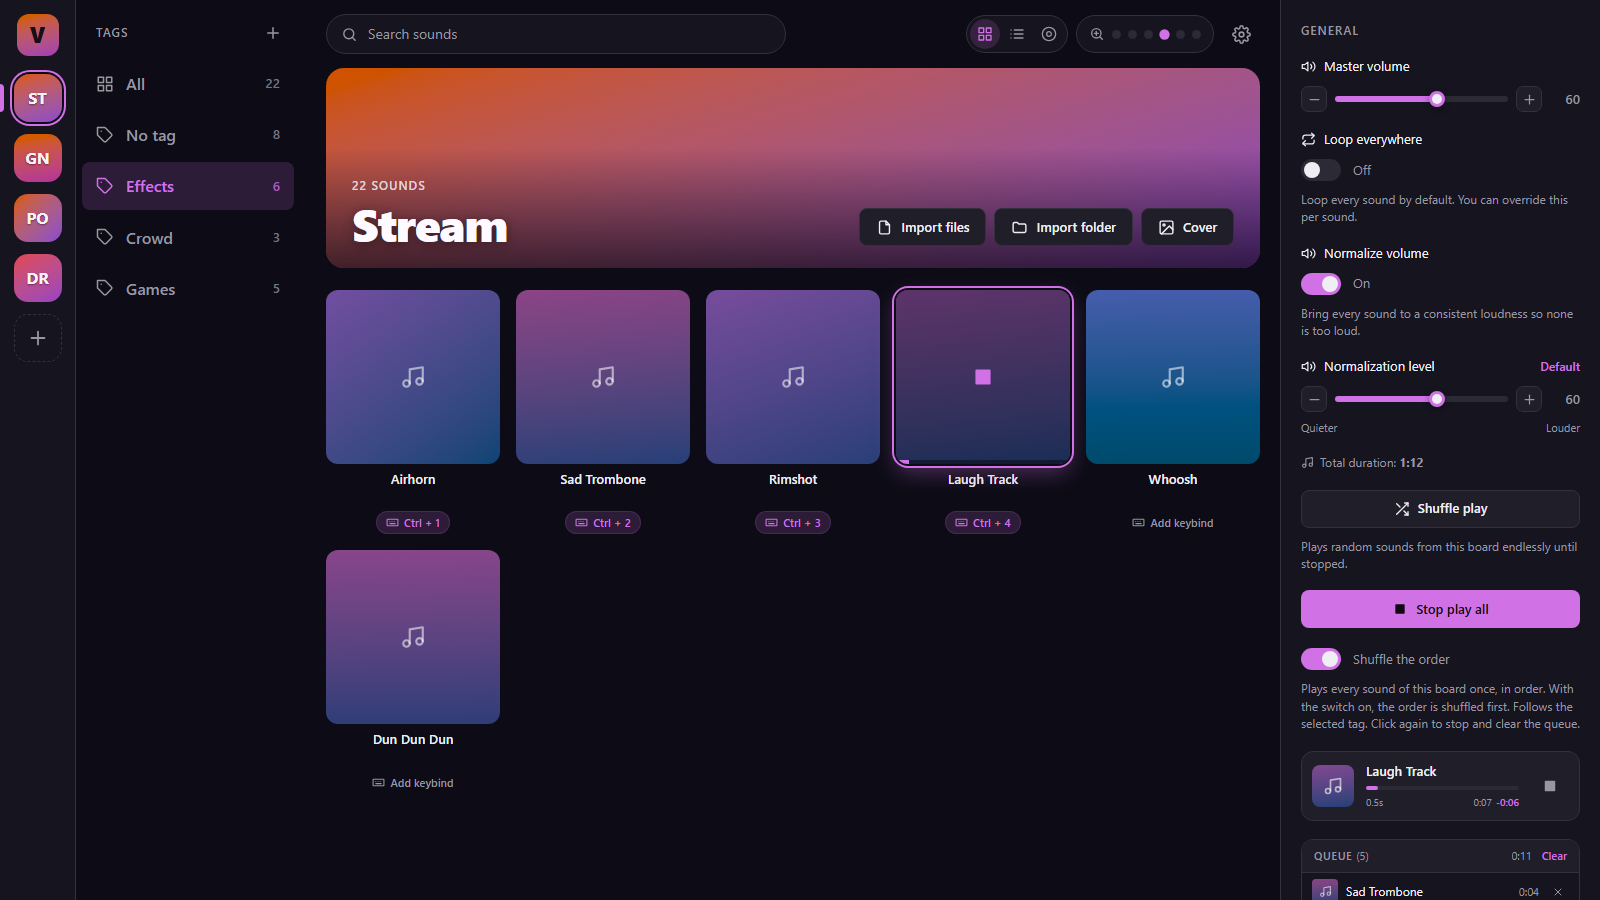 V
ST
GN
PO
DR
TAGS
All 22
No tag 8
Effects 6
Crowd 3
Games 5
Search sounds
22 SOUNDS
Stream
Import files
Import folder
Cover
Airhorn
Ctrl + 1
Sad Trombone
Ctrl + 2
Rimshot
Ctrl + 3
Laugh Track
Ctrl + 4
Whoosh
Add keybind
Dun Dun Dun
Add keybind
GENERAL
Master volume
60
Loop everywhere
Off
Loop every sound by default. You can override this
per sound.
Normalize volume
On
Bring every sound to a consistent loudness so none
is too loud.
Normalization level Default
60
Quieter Louder
Total duration: 1:12
Shuffle play
Plays random sounds from this board endlessly until
stopped.
Stop play all
Shuffle the order
Plays every sound of this board once, in order. With
the switch on, the order is shuffled first. Follows the
selected tag. Click again to stop and clear the queue.
Laugh Track
0.5s 0:07 -0:06
QUEUE (5) 0:11 Clear
Sad Trombone 0:04